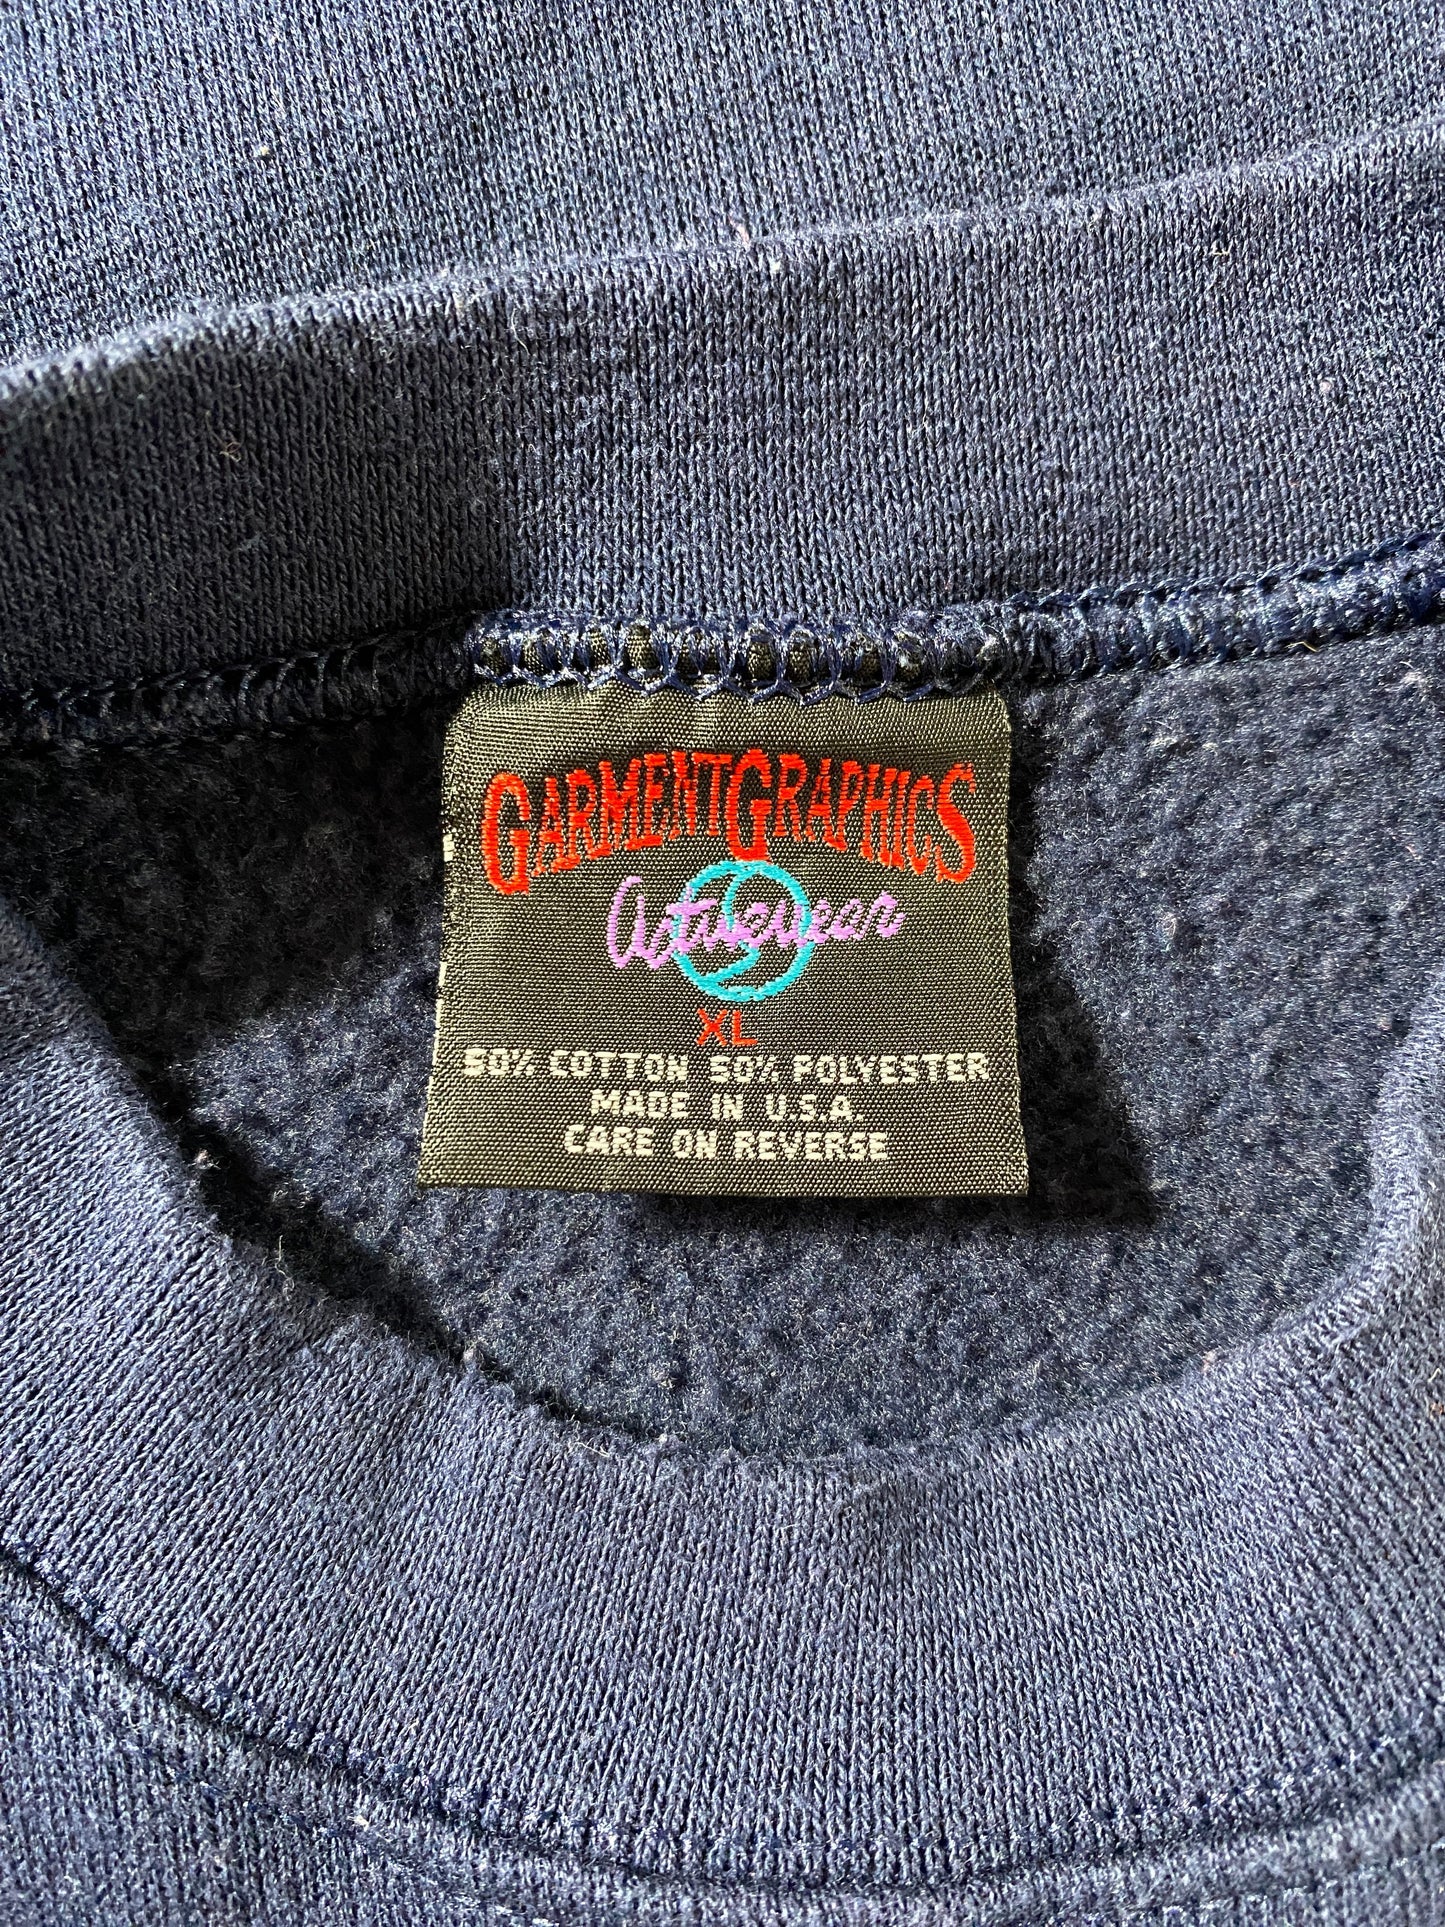 GARMENTGRAPHICS
Activewear
XL
50% COTTON 50% POLYESTER
MADE IN U.S.A.
CARE ON REVERSE